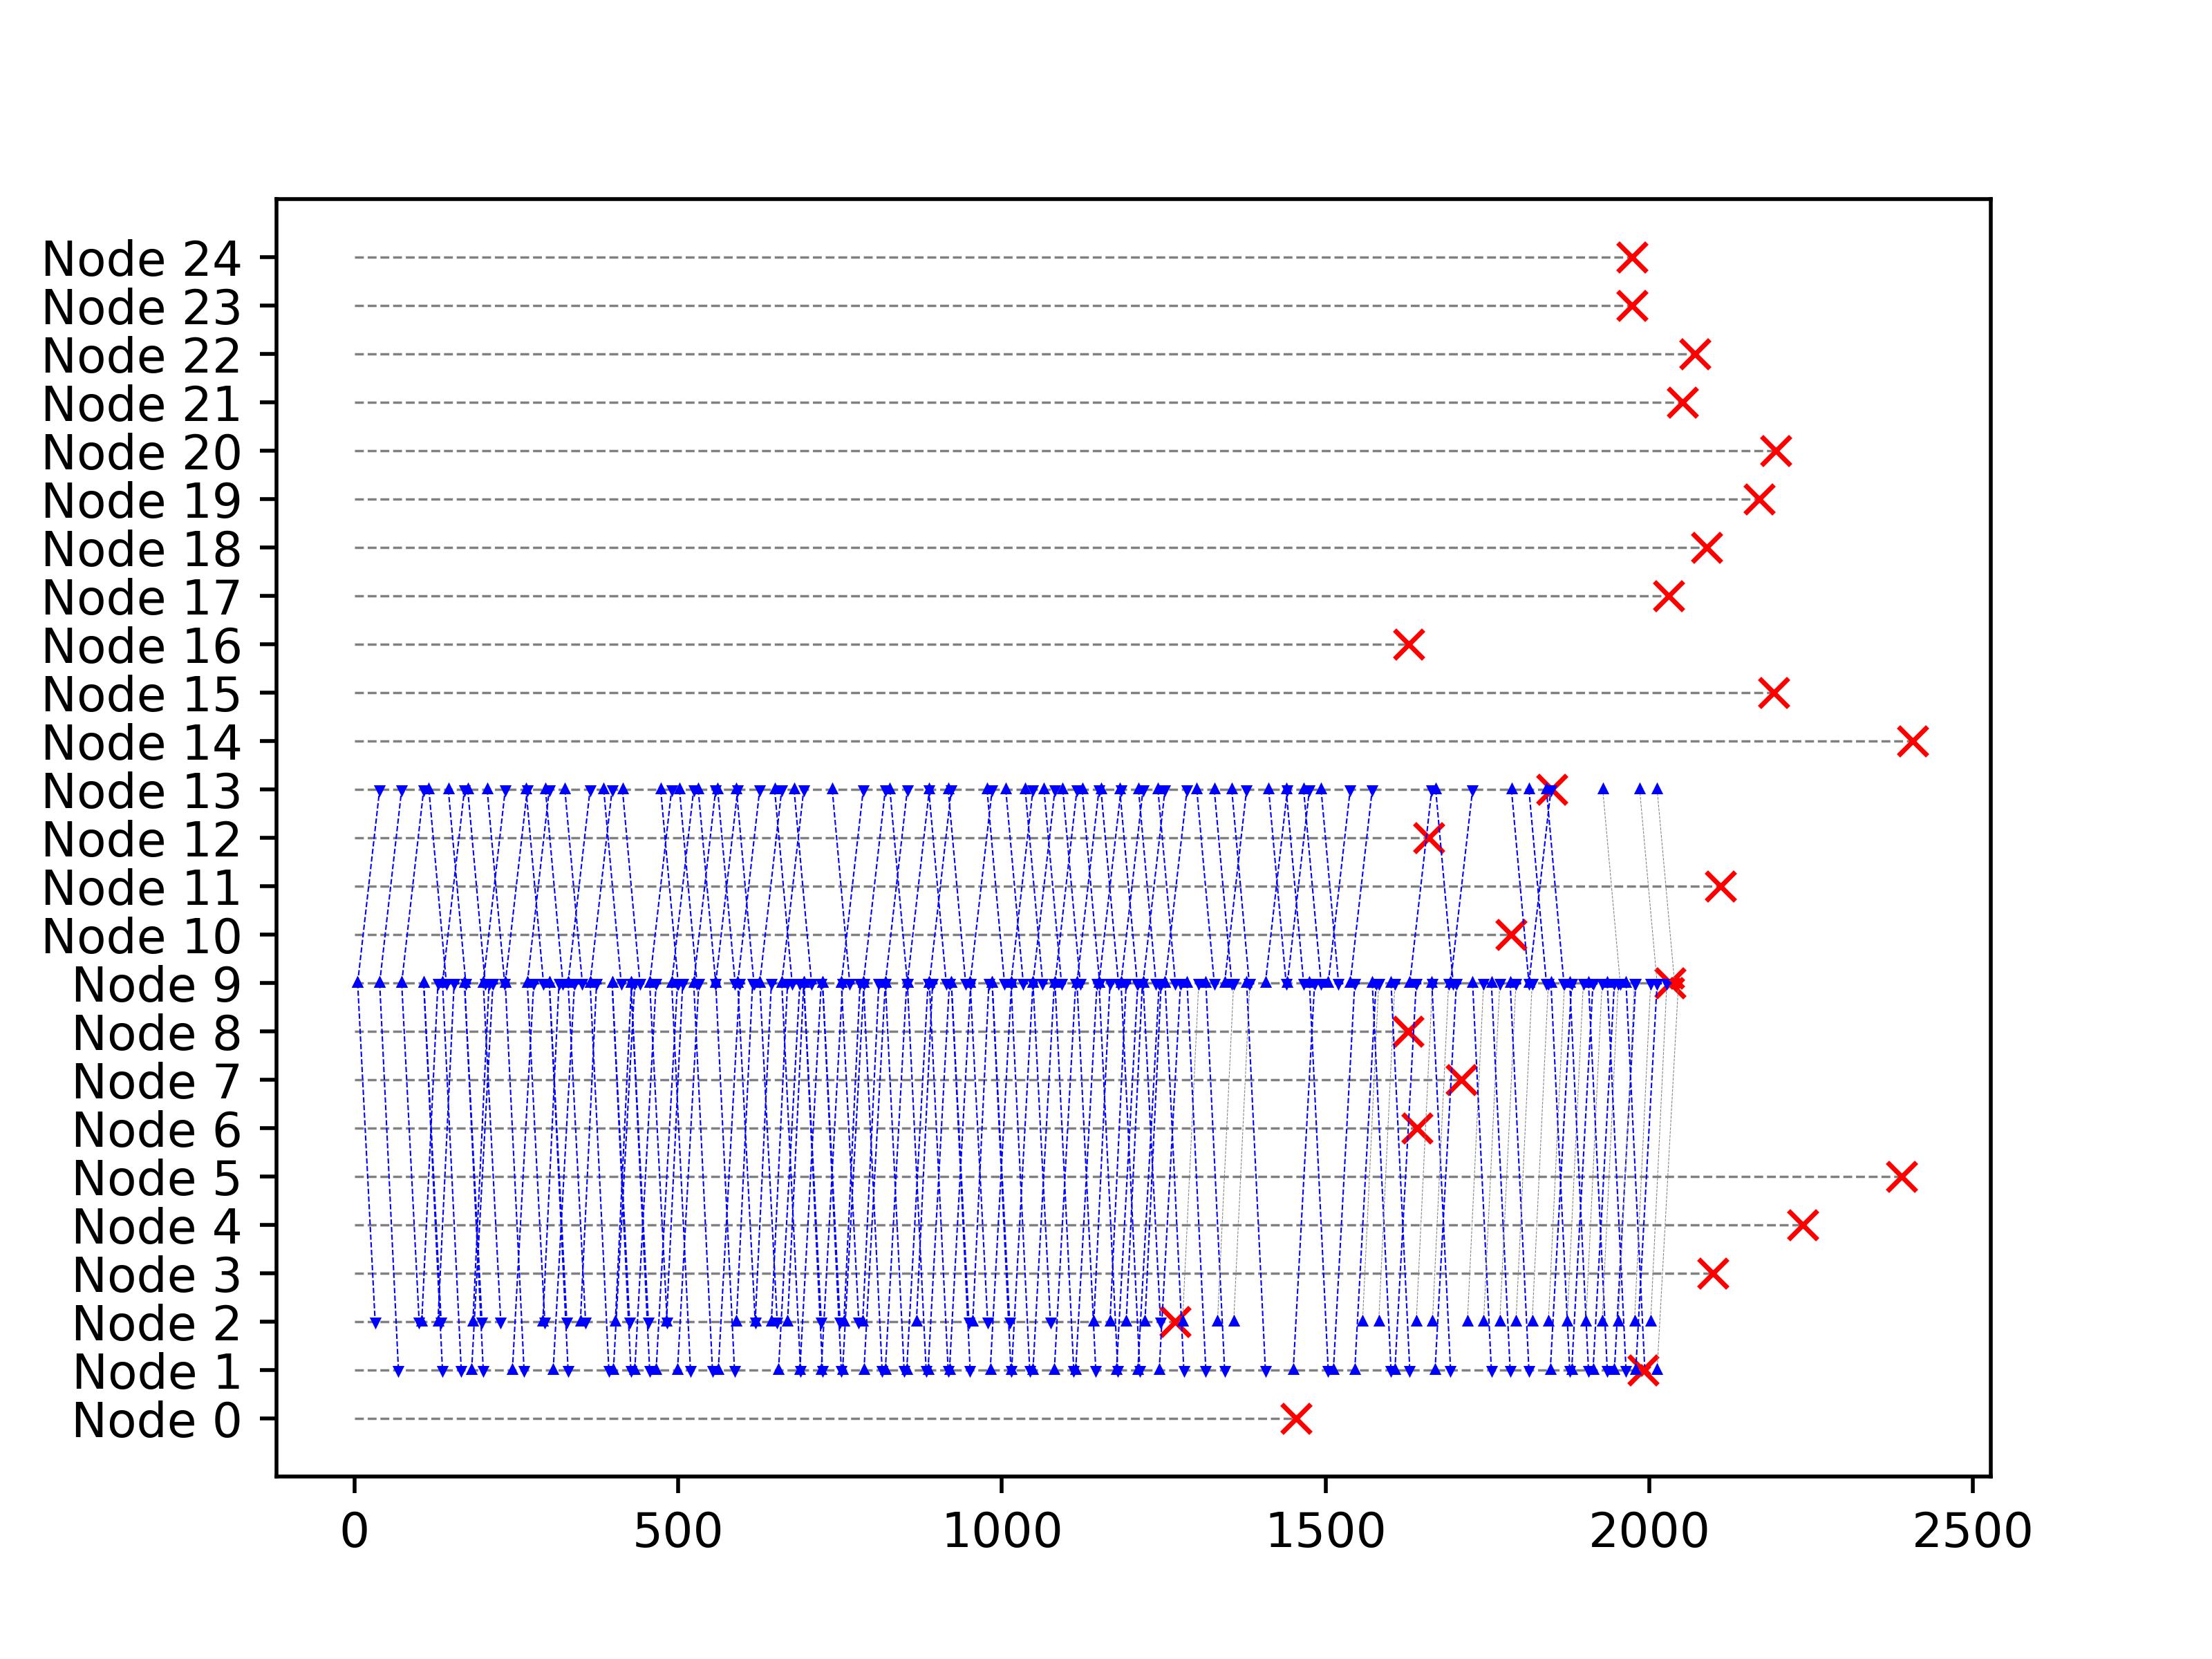 Node 24
Node 23
Node 22
Node 21
Node 20
Node 19
Node 18
Node 17
Node 16
Node 15
Node 14
Node 13
Node 12
Node 11
Node 10
Node 9
Node 8
Node 7
Node 6
Node 5
Node 4
Node 3
Node 2
Node 1
Node 0
0 500 1000 1500 2000 2500